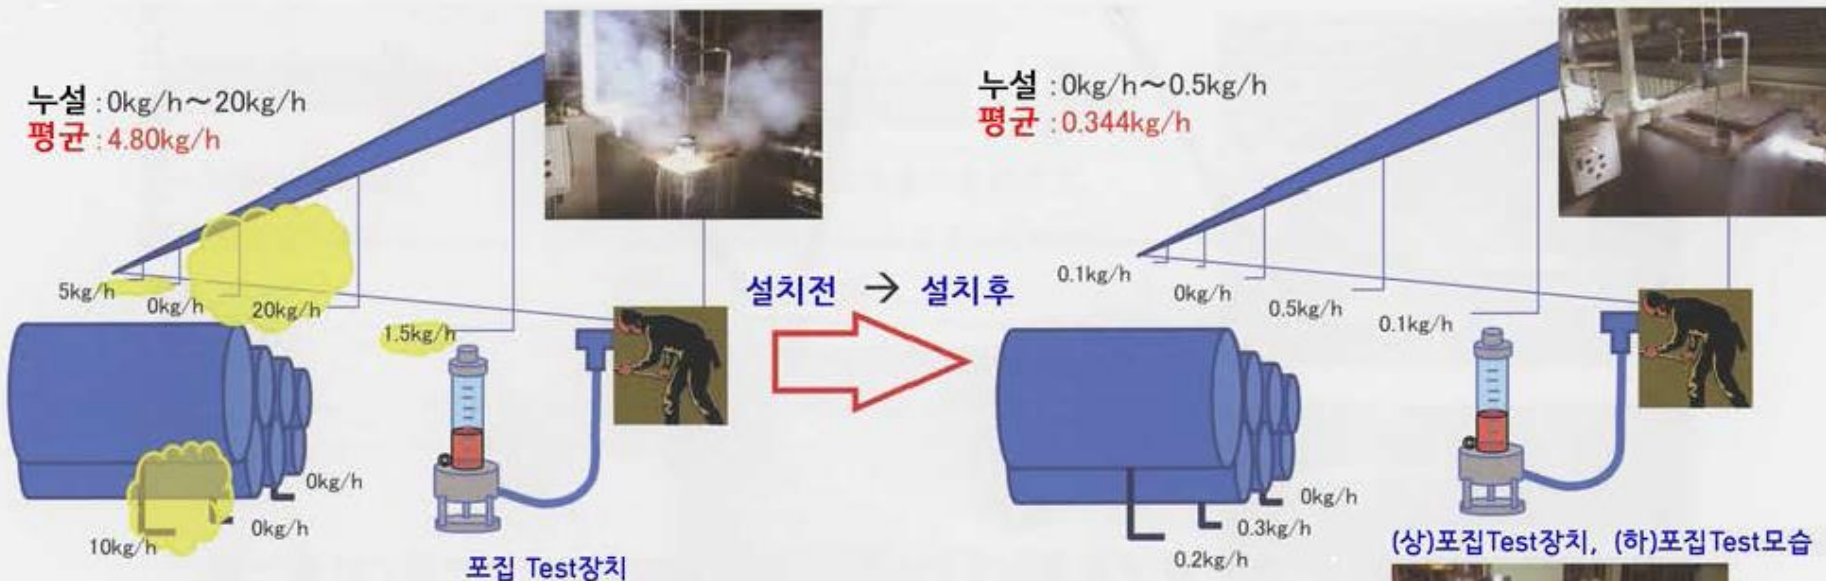 누설 : 0kg/h～20kg/h
평균 : 4.80kg/h
5kg/h
0kg/h
20kg/h
1.5kg/h
0kg/h
0kg/h
10kg/h
포집 Test장치
설치전 → 설치후
누설 : 0kg/h～0.5kg/h
평균 : 0.344kg/h
0.1kg/h
0kg/h
0.5kg/h
0.1kg/h
0kg/h
0.3kg/h
0.2kg/h
(상)포집Test장치, (하)포집Test모습